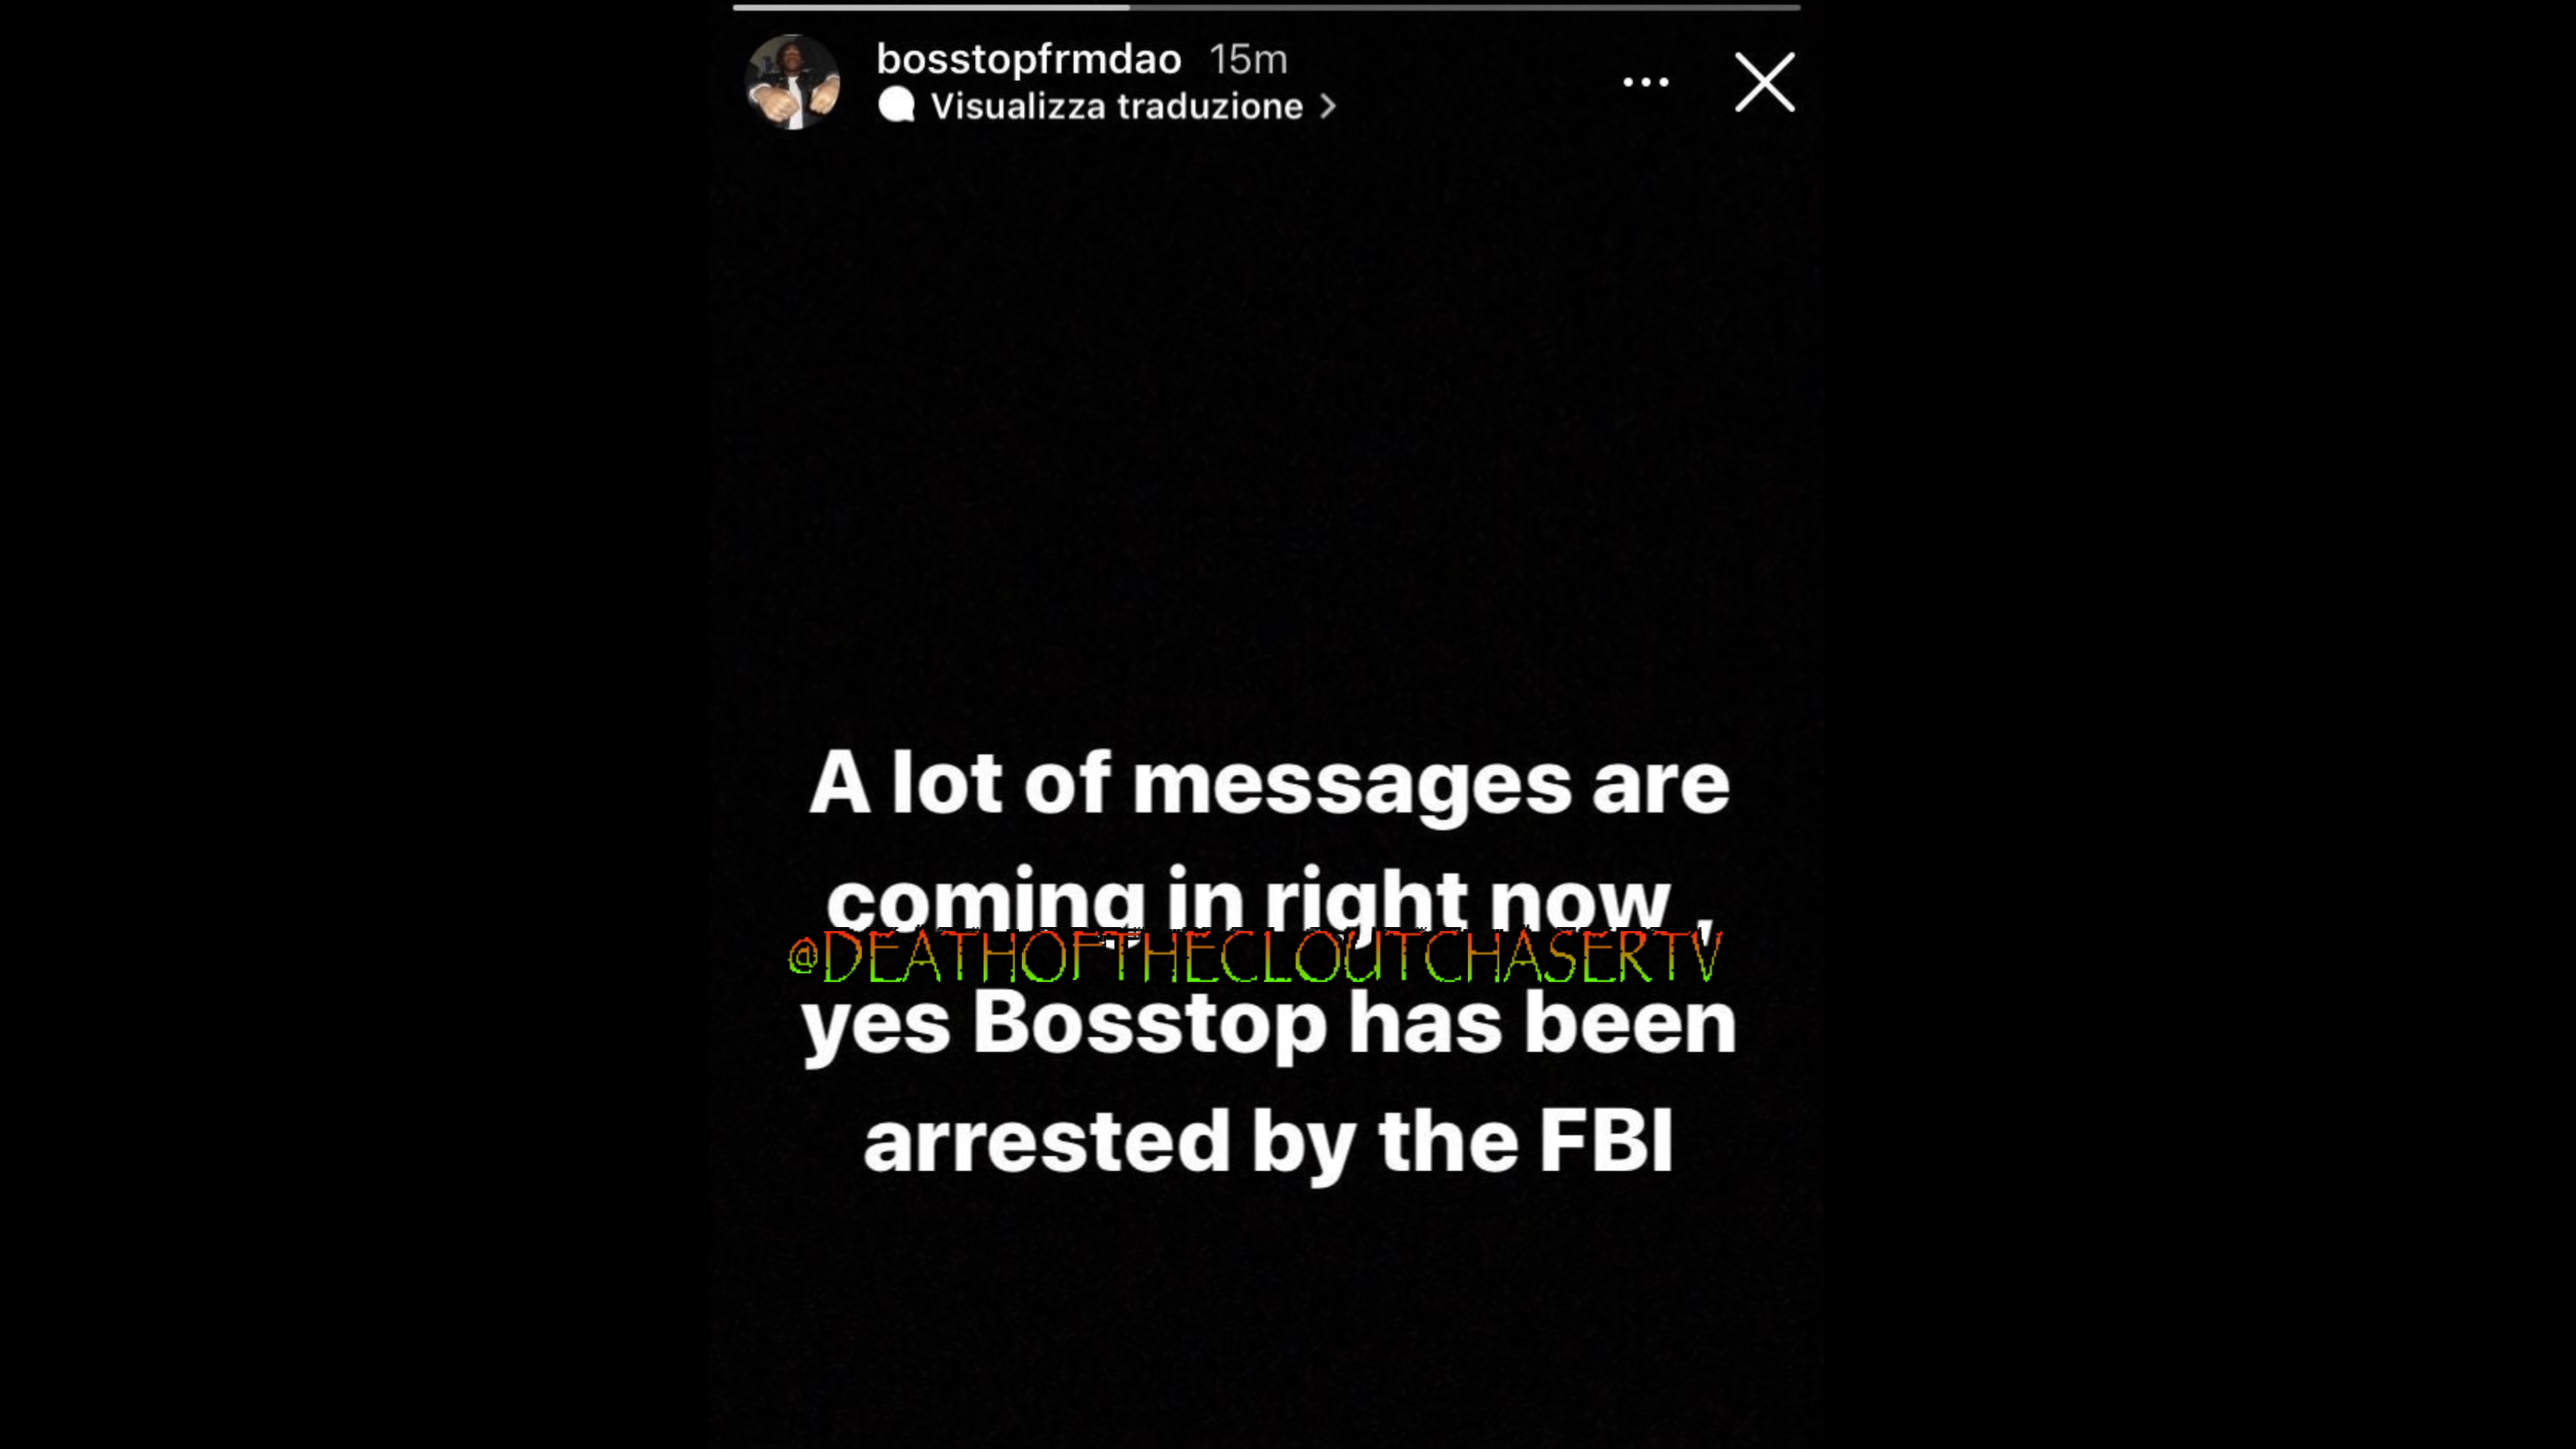 bosstopfrmdao 15m
Visualizza traduzione
A lot of messages are
coming in right now ,
@DEATHOFTHECLOUTCHASERTV
yes Bosstop has been
arrested by the FBI